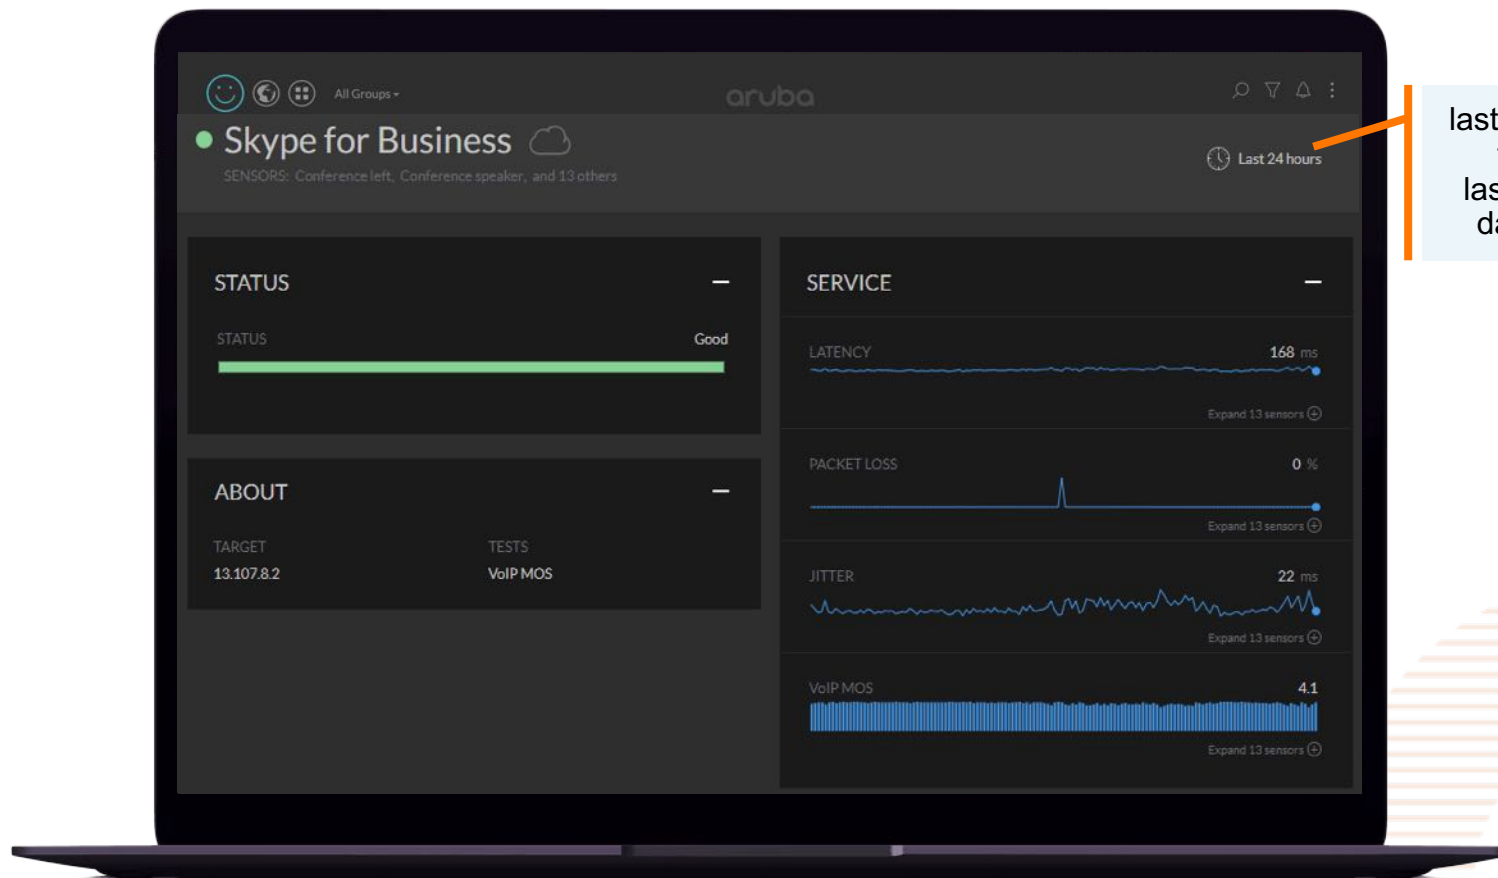 All Groups
aruba
Skype for Business
SENSORS: Conference left, Conference speaker, and 13 others
Last 24 hours
last
STATUS
STATUS
Good
ABOUT
TARGET
TESTS
13.107.8.2
VoIP MOS
SERVICE
LATENCY
168 ms
Expand 13 sensors
PACKET LOSS
0 %
Expand 13 sensors
JITTER
22 ms
Expand 13 sensors
VoIP MOS
4.1
Expand 13 sensors